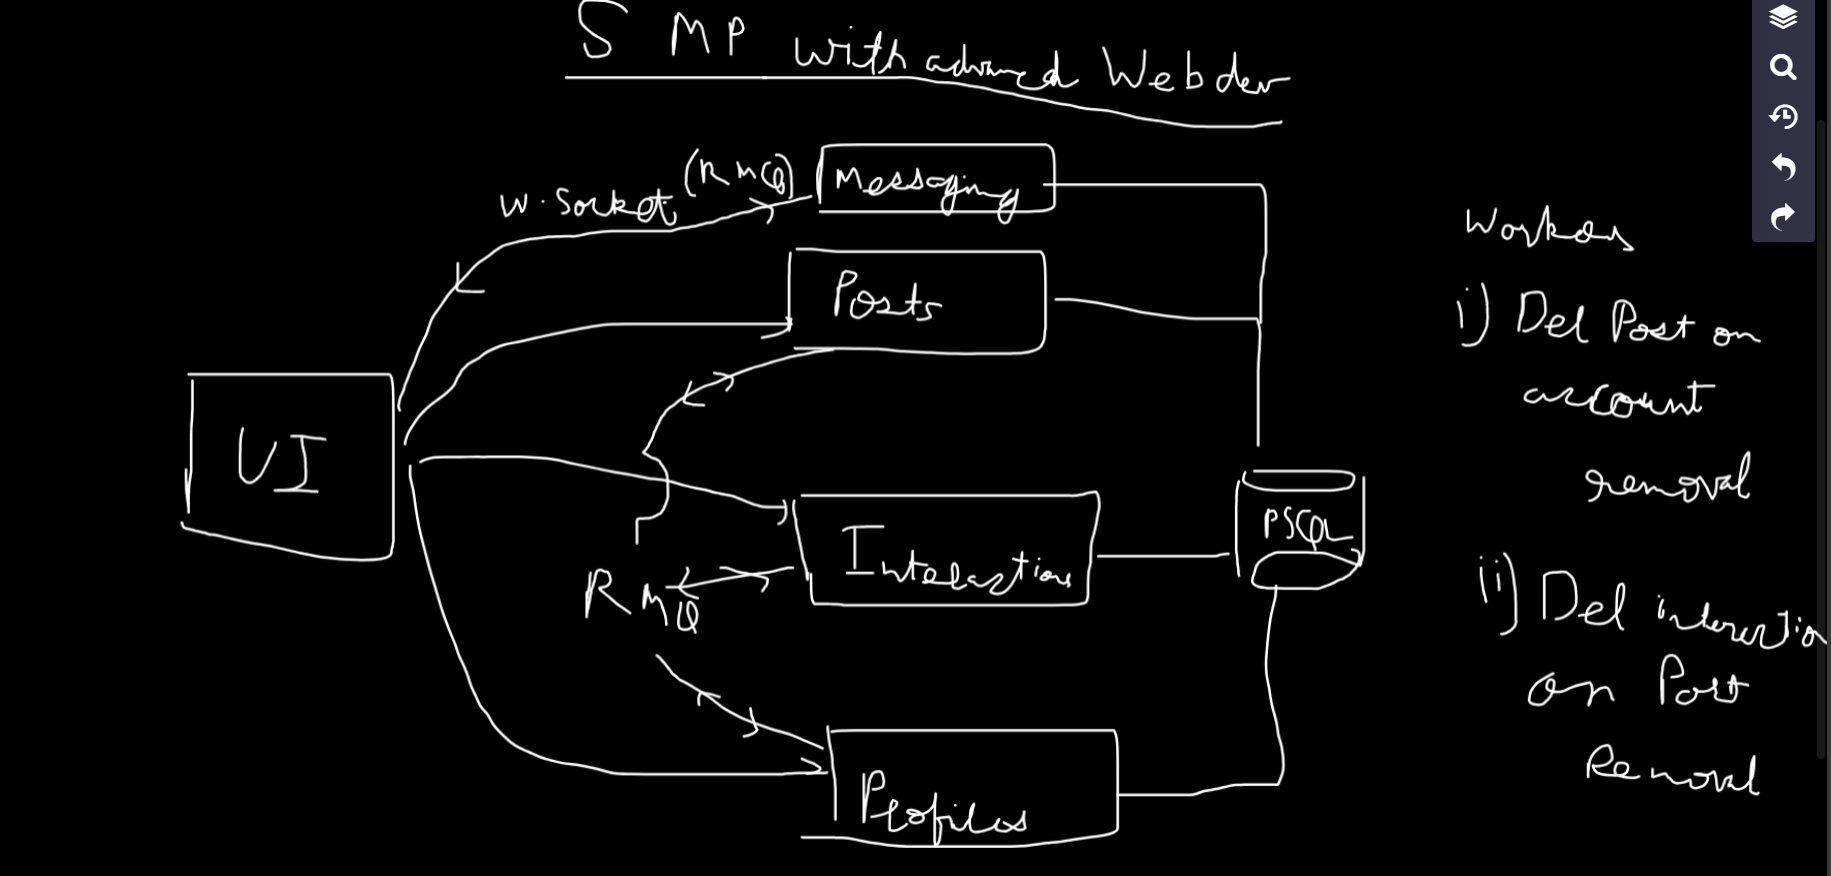 S MP with advanced Webdev
W. Socket (RMQ)
Messaging
Posts
UI
Interactions
RMQ
Profiles
PSQL
Workers
i) Del Post on
account
removal
ii) Del interaction
on Post
Removal